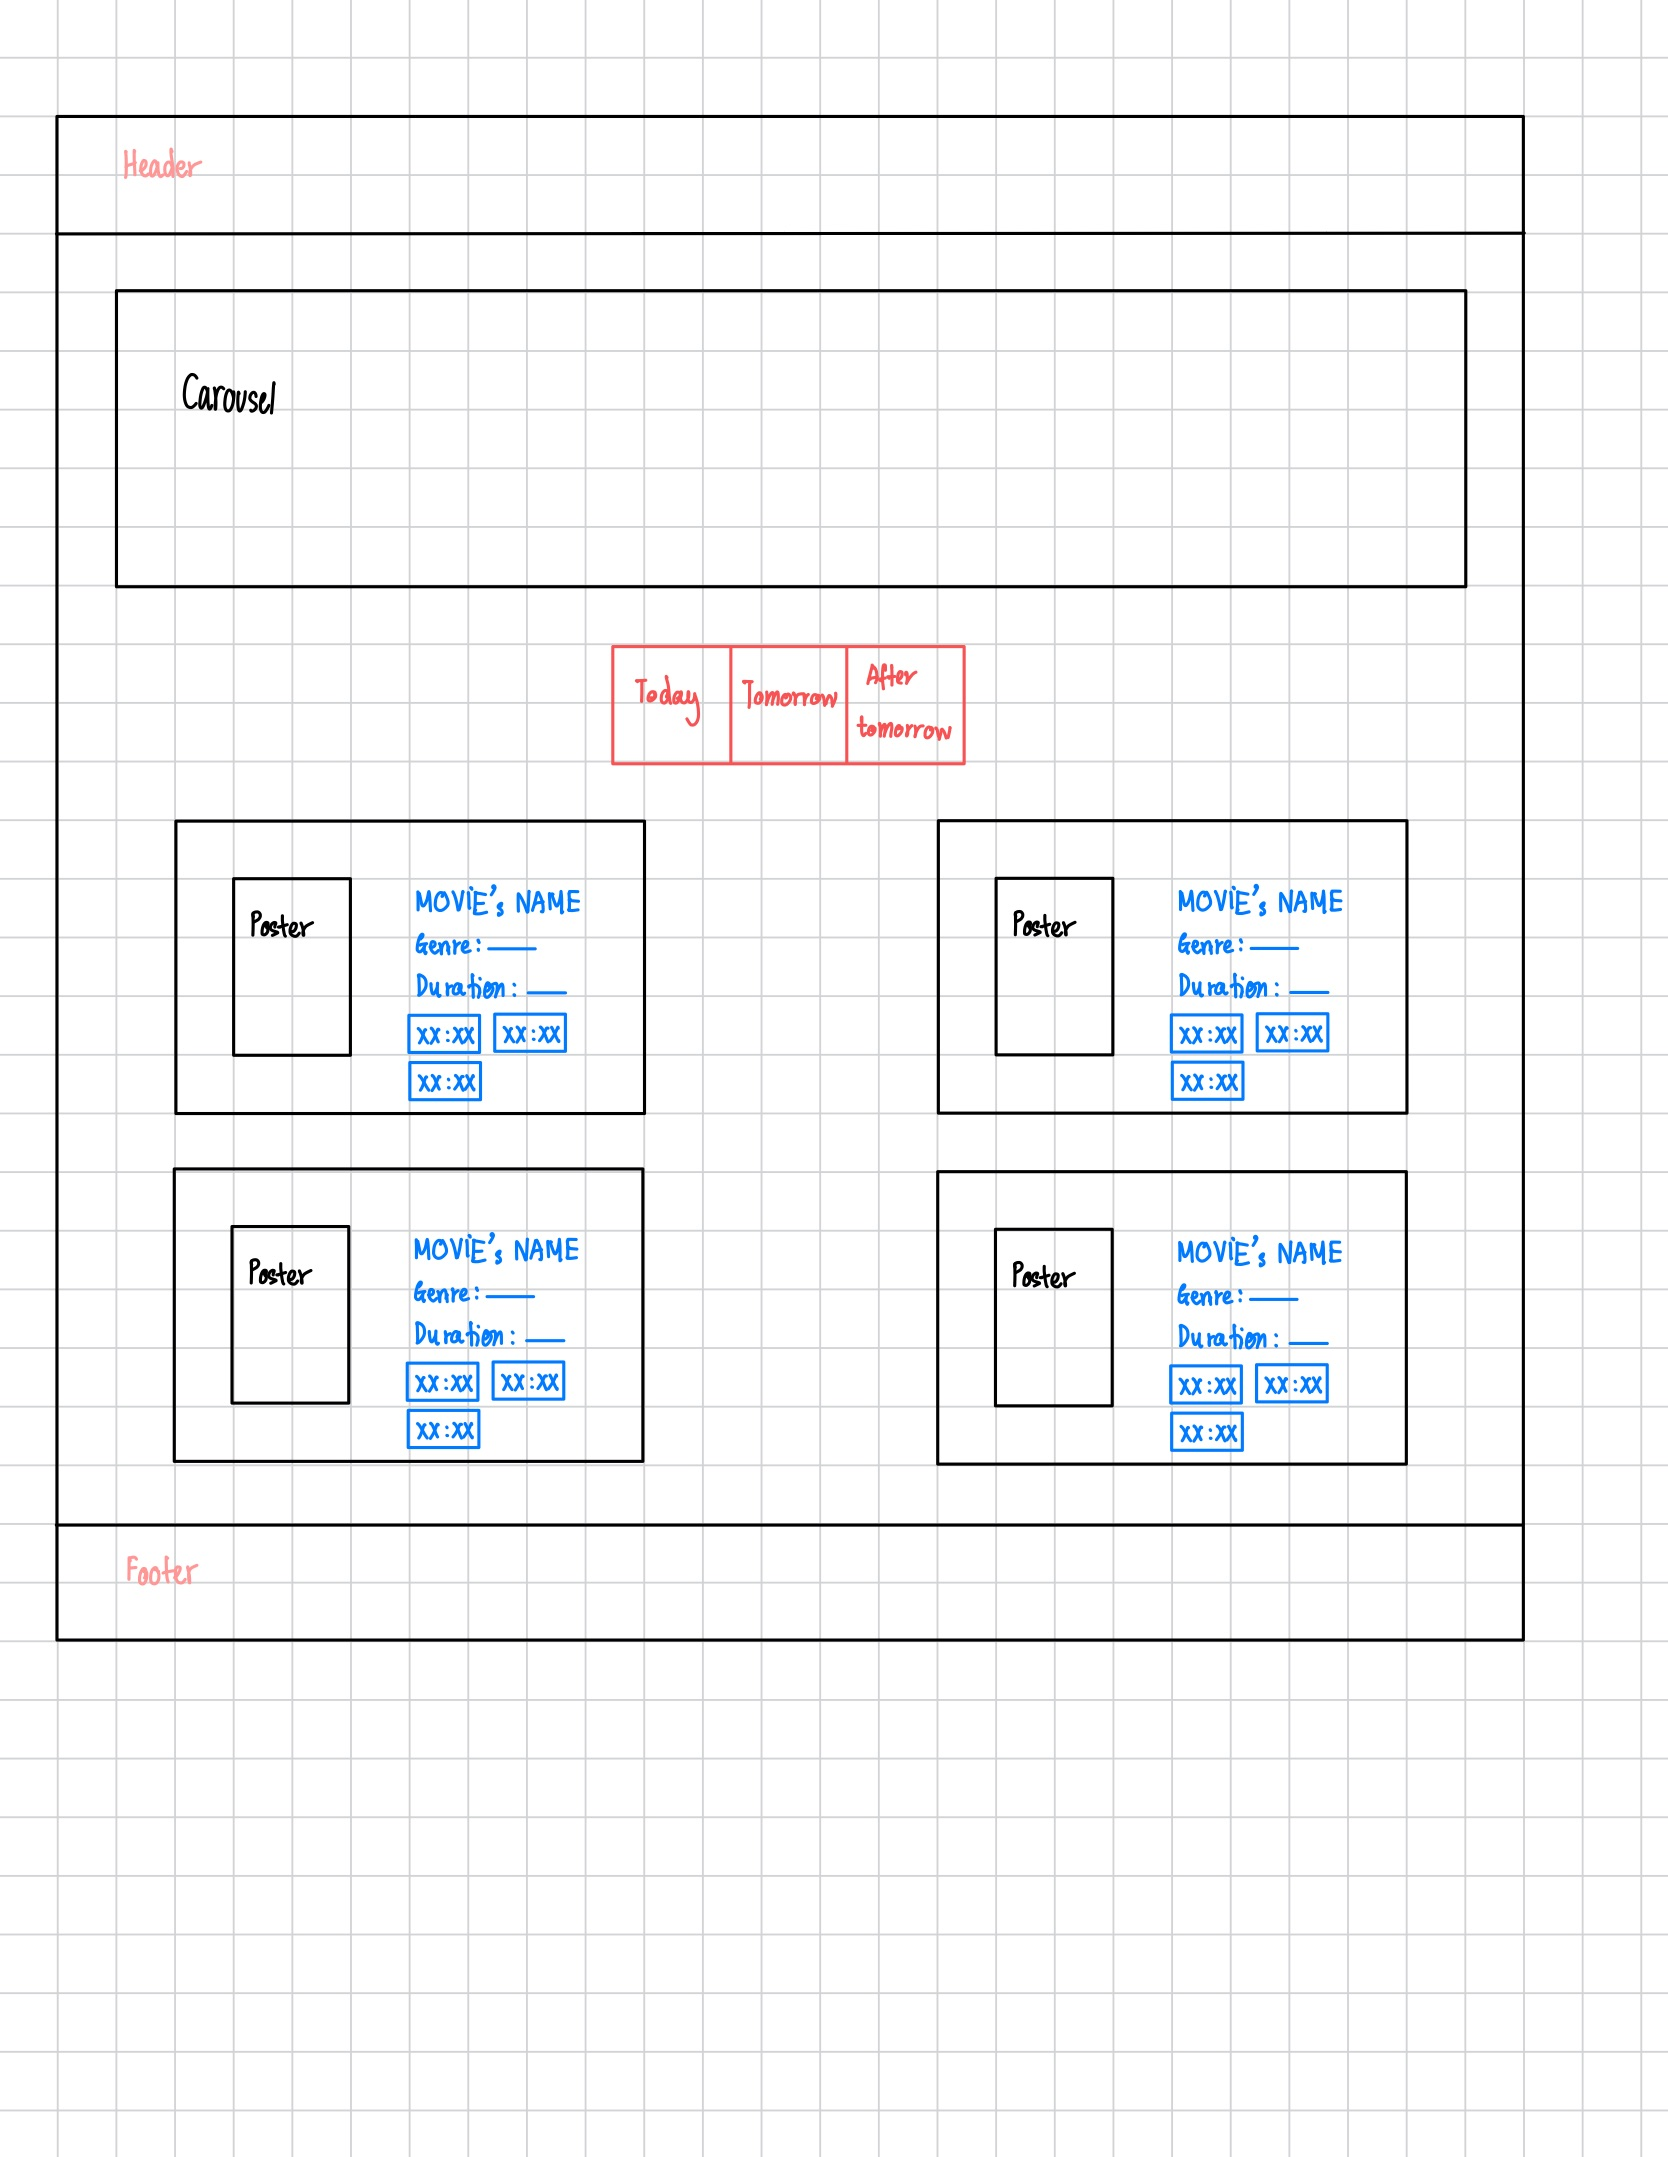 Header
Carousel
Today
Tomorrow
After
tomorrow
Poster
MOViE's NAME
Genre:
Duration:
XX:XX XX:XX
XX:XX
Poster
MOViE's NAME
Genre:
Duration:
XX:XX XX:XX
XX:XX
Poster
MOViE's NAME
Genre:
Duration:
XX:XX XX:XX
XX:XX
Poster
MOViE's NAME
Genre:
Duration:
XX:XX XX:XX
XX:XX
Footer